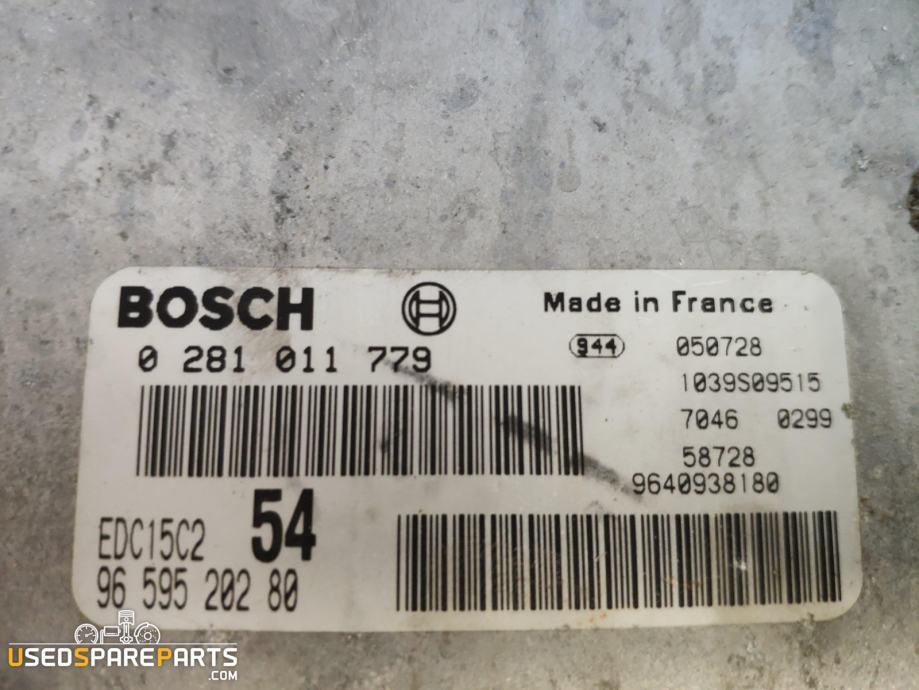 BOSCH
Made in France
0 281 011 779
944 050728
1039S09515
7046 0299
58728
9640938180
54
EDC15C2
96 595 202 80
USEDSPAREPARTS
.COM